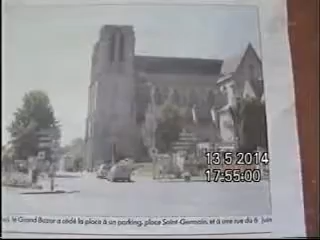 13.5.2014
17:55:00
le Grand Bazar a cédé la place à un parking, place Saint-Germain, et à une rue du 6 juin